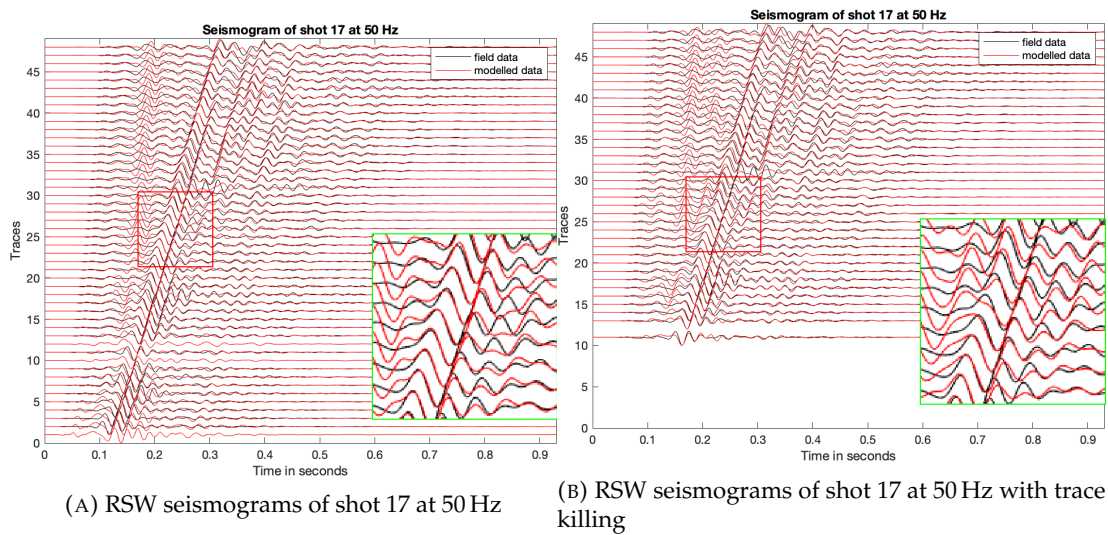 Seismogram of shot 17 at 50 Hz
field data
modelled data
45
40
35
30
25
20
15
10
5
0
Traces
0 0.1 0.2 0.3 0.4 0.5 0.6 0.7 0.8 0.9
Time in seconds
(A) RSW seismograms of shot 17 at 50 Hz
Seismogram of shot 17 at 50 Hz
field data
modelled data
45
40
35
30
25
20
15
10
5
0
Traces
0 0.1 0.2 0.3 0.4 0.5 0.6 0.7 0.8 0.9
Time in seconds
(B) RSW seismograms of shot 17 at 50 Hz with trace
killing